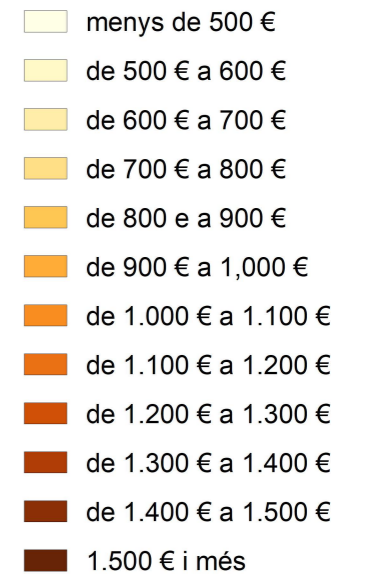 menys de 500 €
de 500 € a 600 €
de 600 € a 700 €
de 700 € a 800 €
de 800 e a 900 €
de 900 € a 1,000 €
de 1.000 € a 1.100 €
de 1.100 € a 1.200 €
de 1.200 € a 1.300 €
de 1.300 € a 1.400 €
de 1.400 € a 1.500 €
1.500 € i més